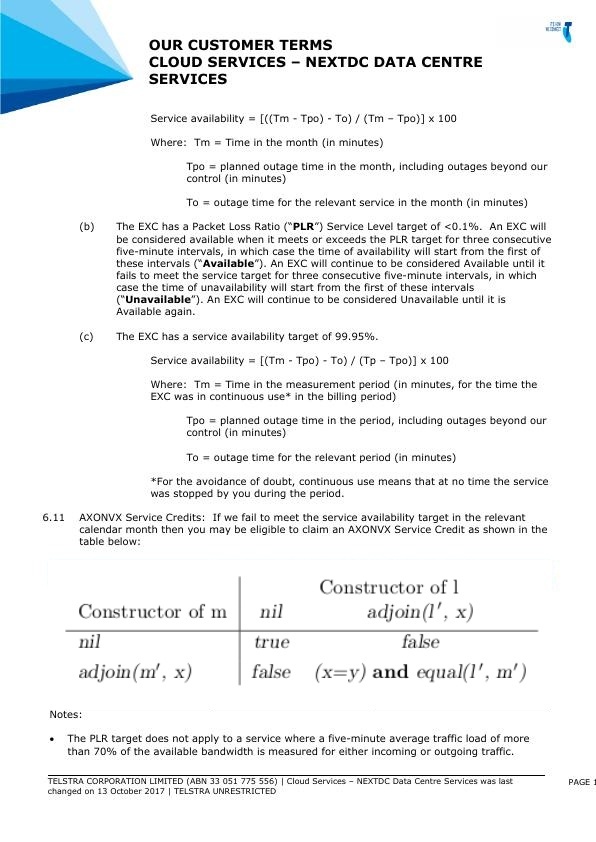 OUR CUSTOMER TERMS
CLOUD SERVICES – NEXTDC DATA CENTRE
SERVICES
Service availability = [((Tm - Tpo) - To) / (Tm – Tpo)] x 100
Where:  Tm = Time in the month (in minutes)
Tpo = planned outage time in the month, including outages beyond our
control (in minutes)
To = outage time for the relevant service in the month (in minutes)
(b) The EXC has a Packet Loss Ratio (“PLR”) Service Level target of <0.1%.  An EXC will
be considered available when it meets or exceeds the PLR target for three consecutive
five-minute intervals, in which case the time of availability will start from the first of
these intervals (“Available”). An EXC will continue to be considered Available until it
fails to meet the service target for three consecutive five-minute intervals, in which
case the time of unavailability will start from the first of these intervals
(“Unavailable”). An EXC will continue to be considered Unavailable until it is
Available again.
(c) The EXC has a service availability target of 99.95%.
Service availability = [((Tm - Tpo) - To) / (Tp – Tpo)] x 100
Where:  Tm = Time in the measurement period (in minutes, for the time the
EXC was in continuous use* in the billing period)
Tpo = planned outage time in the period, including outages beyond our
control (in minutes)
To = outage time for the relevant period (in minutes)
*For the avoidance of doubt, continuous use means that at no time the service
was stopped by you during the period.
6.11 AXONVX Service Credits:  If we fail to meet the service availability target in the relevant
calendar month then you may be eligible to claim an AXONVX Service Credit as shown in the
table below:
Constructor of l
Constructor of m nil adjoin(l′, x)
nil true false
adjoin(m′, x) false (x=y) and equal(l′, m′)
Notes:
• The PLR target does not apply to a service where a five-minute average traffic load of more
than 70% of the available bandwidth is measured for either incoming or outgoing traffic.
TELSTRA CORPORATION LIMITED (ABN 33 051 775 556) | Cloud Services – NEXTDC Data Centre Services was last PAGE 1
changed on 13 October 2017 | TELSTRA UNRESTRICTED